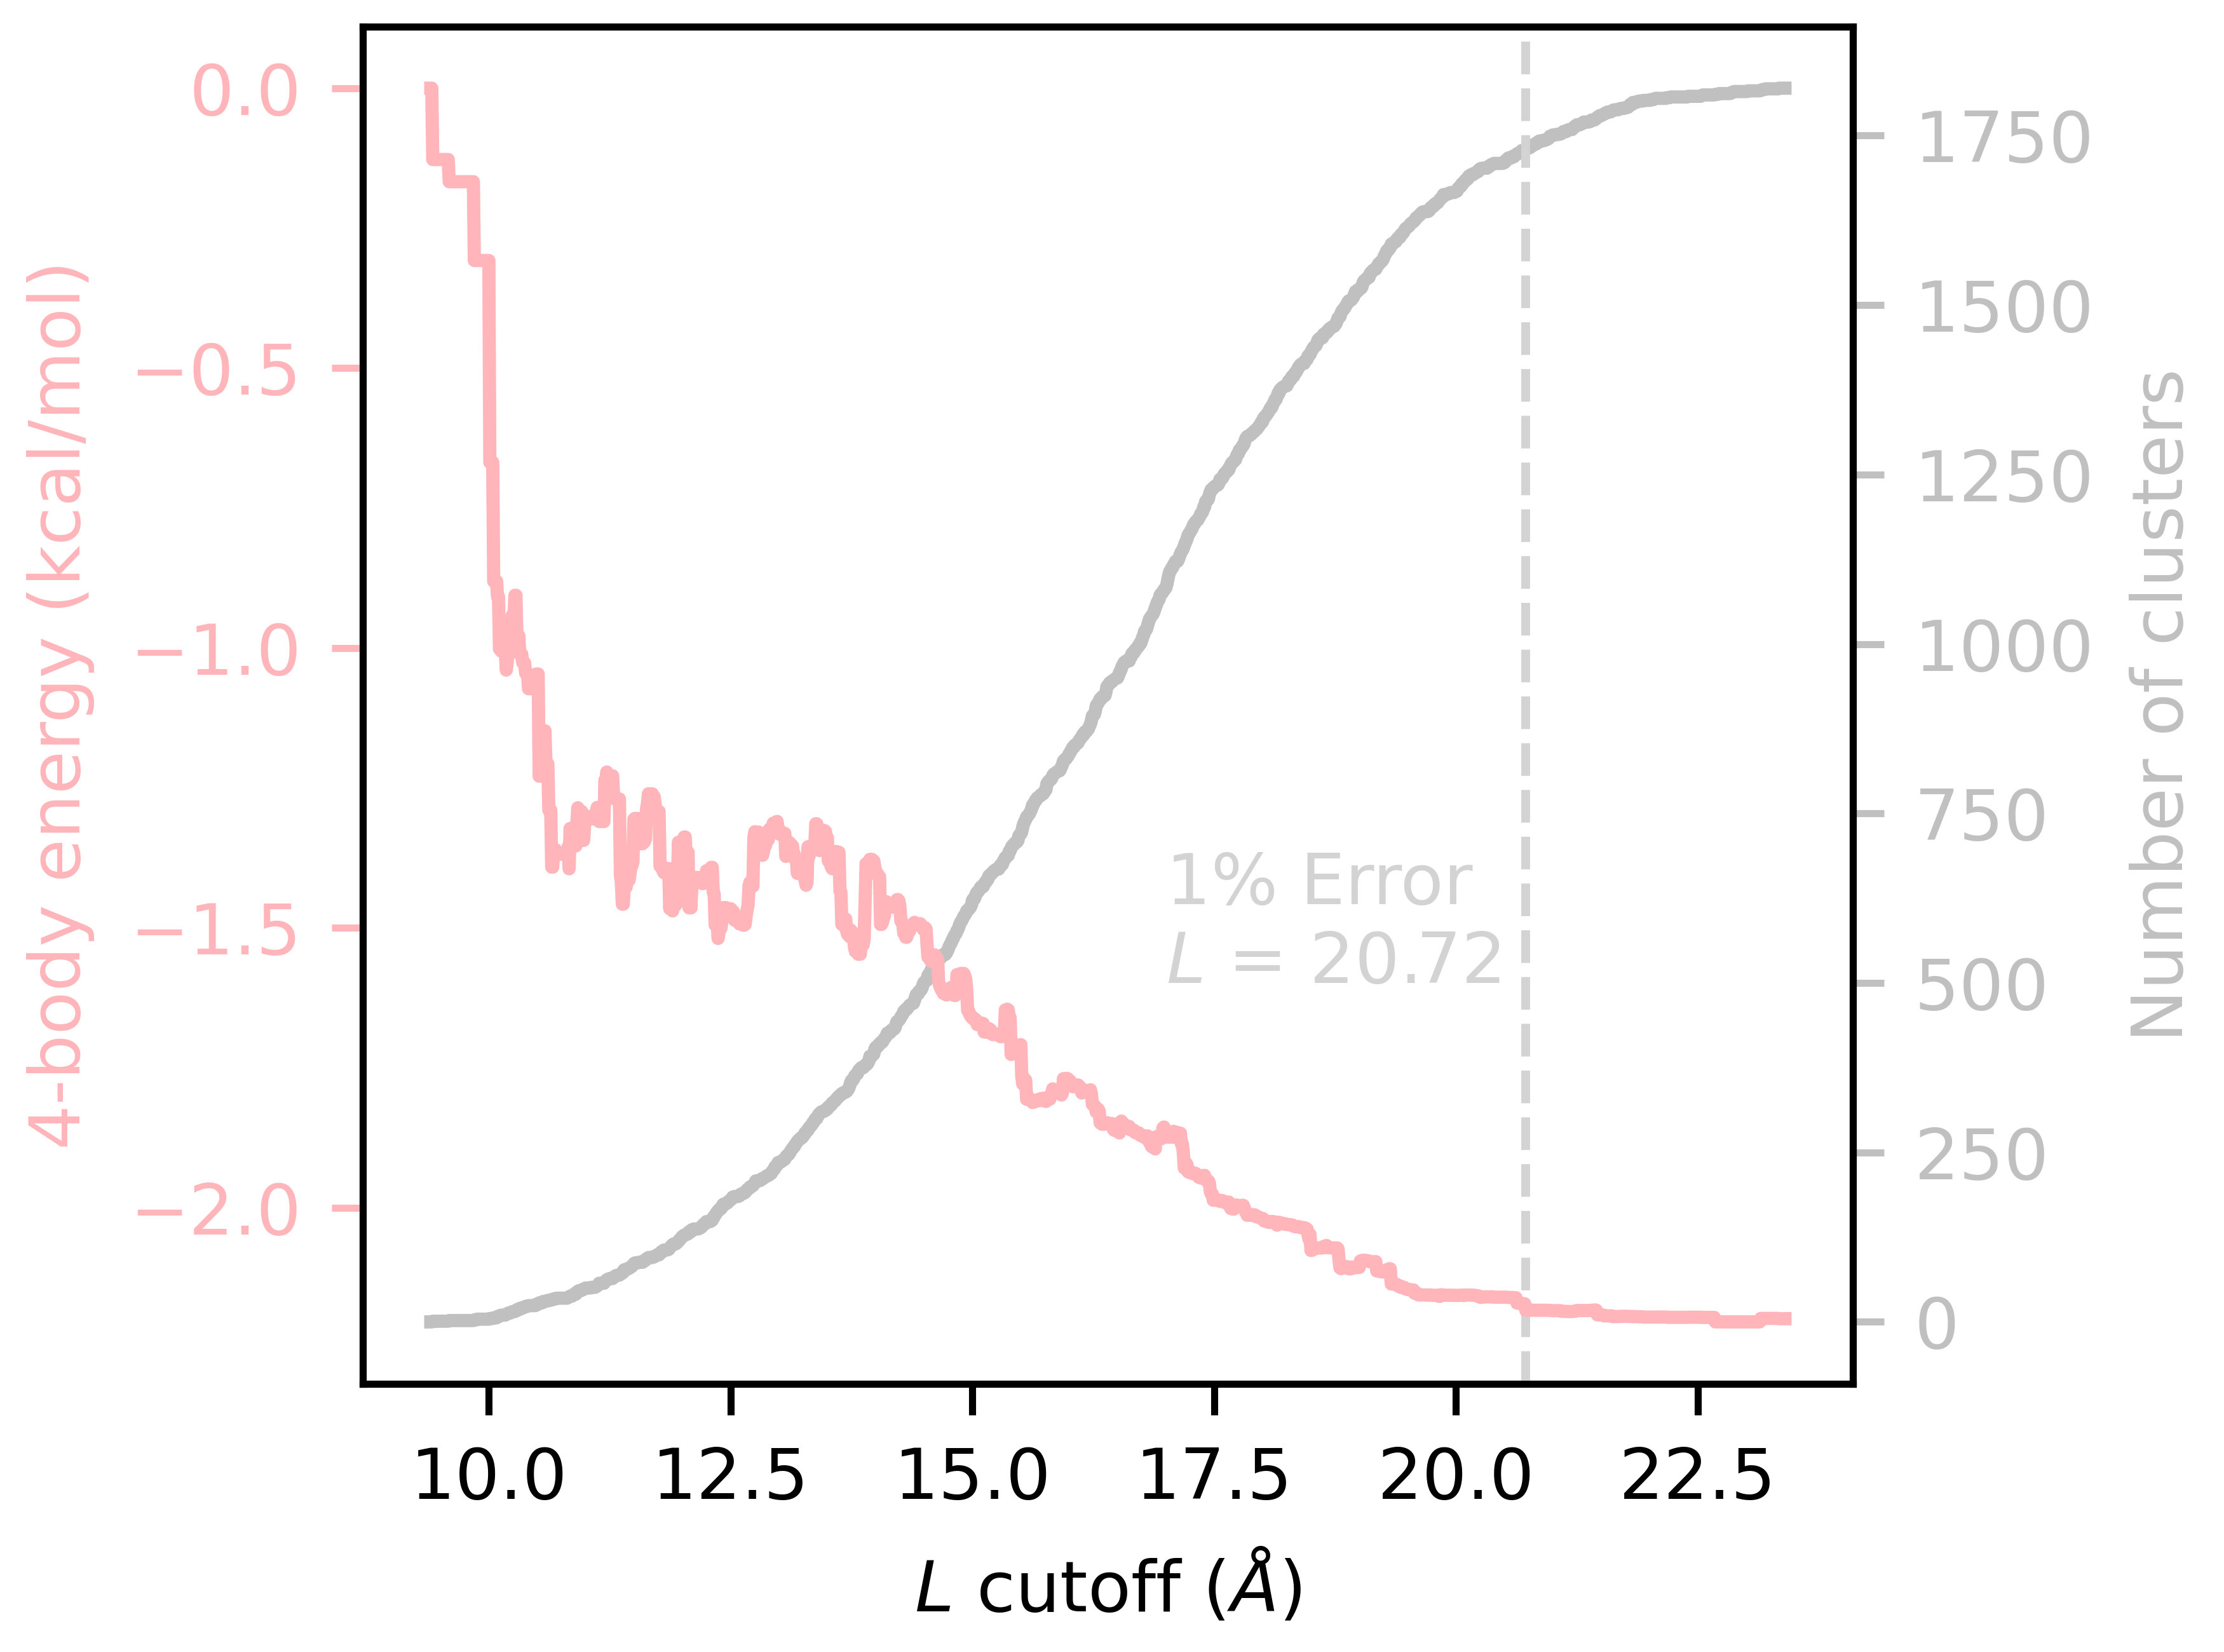 4-body energy (kcal/mol)
0.0
−0.5
−1.0
−1.5
−2.0
1% Error
L = 20.72
1750
1500
1250
1000
750
500
250
0
Number of clusters
10.0 12.5 15.0 17.5 20.0 22.5
L cutoff (Å)